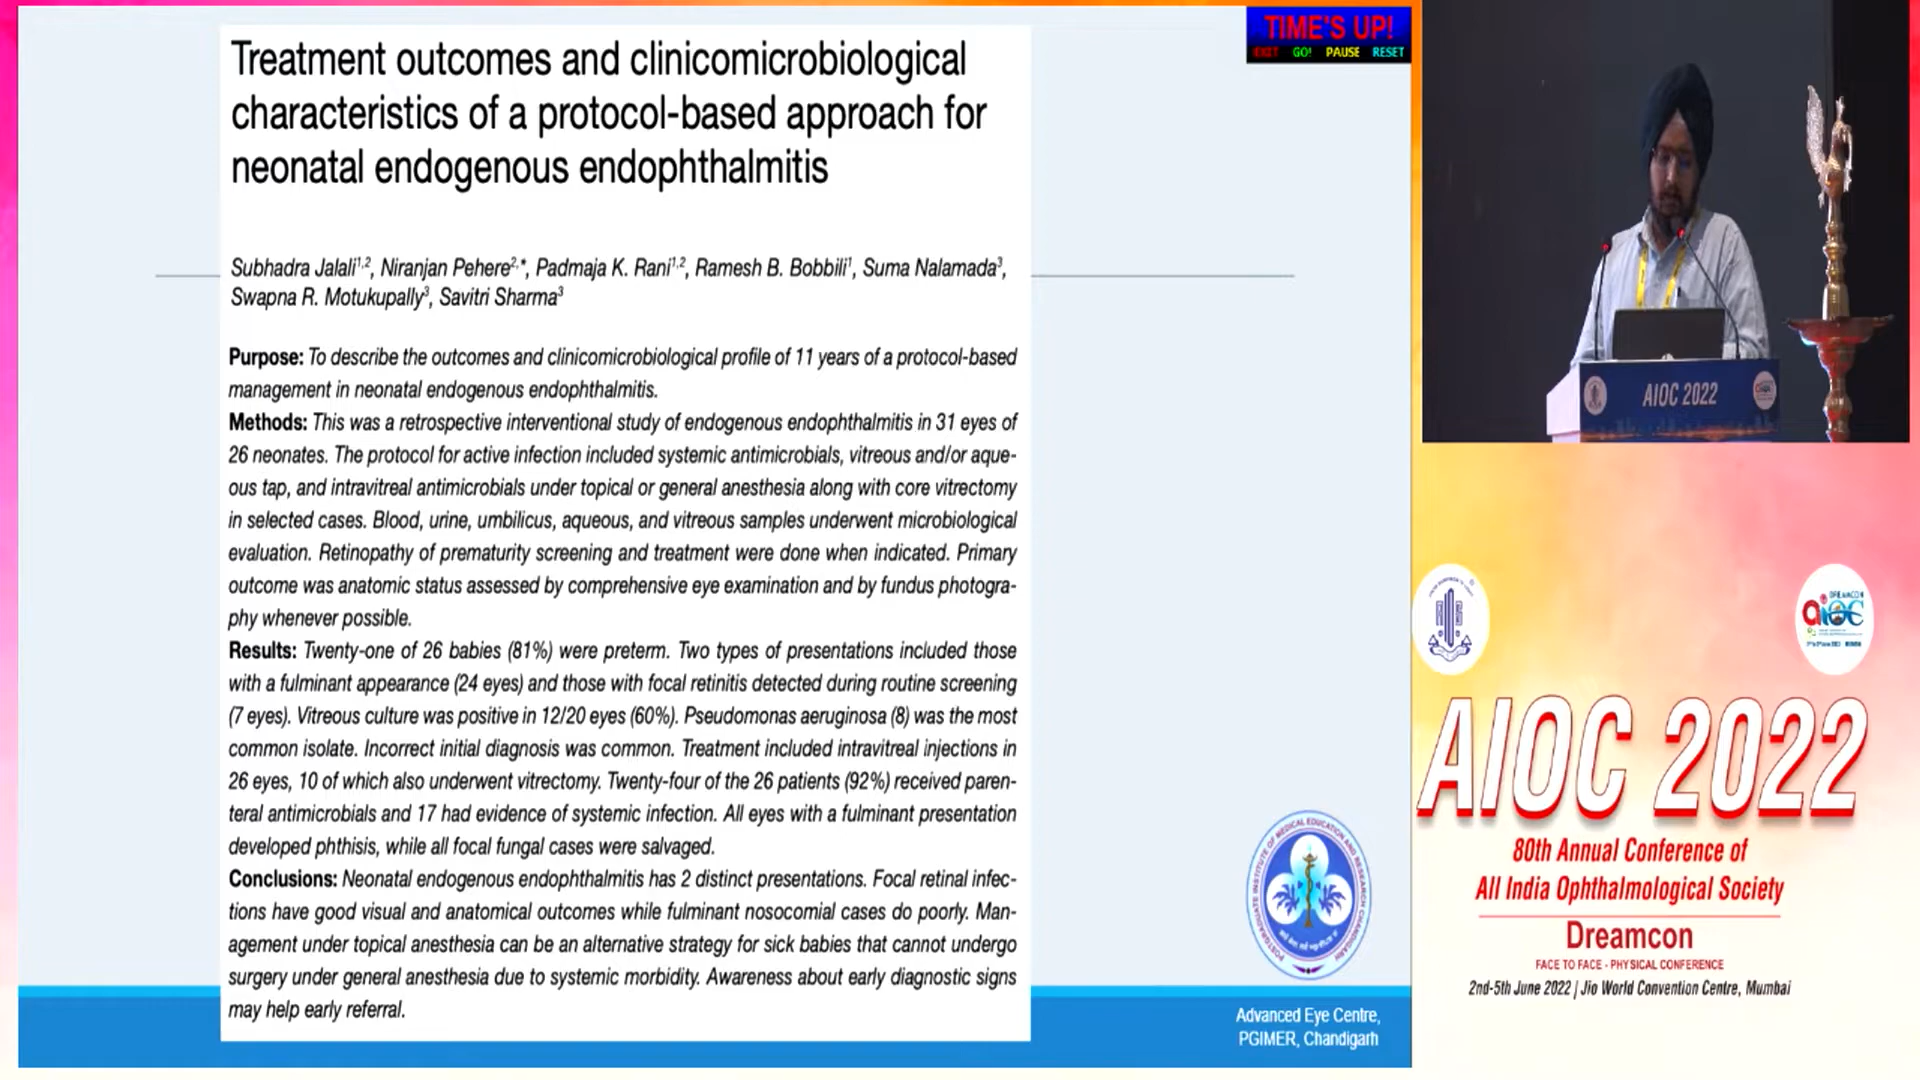 Treatment outcomes and clinicomicrobiological
characteristics of a protocol-based approach for
neonatal endogenous endophthalmitis
Subhadra Jalali1,2, Niranjan Pehere2,*, Padmaja K. Rani1,2, Ramesh B. Bobbili1, Suma Nalamada3,
Swapna R. Motukupally3, Savitri Sharma3
Purpose: To describe the outcomes and clinicomicrobiological profile of 11 years of a protocol-based
management in neonatal endogenous endophthalmitis.
Methods: This was a retrospective interventional study of endogenous endophthalmitis in 31 eyes of
26 neonates. The protocol for active infection included systemic antimicrobials, vitreous and/or aque-
ous tap, and intravitreal antimicrobials under topical or general anesthesia along with core vitrectomy
in selected cases. Blood, urine, umbilicus, aqueous, and vitreous samples underwent microbiological
evaluation. Retinopathy of prematurity screening and treatment were done when indicated. Primary
outcome was anatomic status assessed by comprehensive eye examination and by fundus photogra-
phy whenever possible.
Results: Twenty-one of 26 babies (81%) were preterm. Two types of presentations included those
with a fulminant appearance (24 eyes) and those with focal retinitis detected during routine screening
(7 eyes). Vitreous culture was positive in 12/20 eyes (60%). Pseudomonas aeruginosa (8) was the most
common isolate. Incorrect initial diagnosis was common. Treatment included intravitreal injections in
26 eyes, 10 of which also underwent vitrectomy. Twenty-four of the 26 patients (92%) received paren-
teral antimicrobials and 17 had evidence of systemic infection. All eyes with a fulminant presentation
developed phthisis, while all focal fungal cases were salvaged.
Conclusions: Neonatal endogenous endophthalmitis has 2 distinct presentations. Focal retinal infec-
tions have good visual and anatomical outcomes while fulminant nosocomial cases do poorly. Man-
agement under topical anesthesia can be an alternative strategy for sick babies that cannot undergo
surgery under general anesthesia due to systemic morbidity. Awareness about early diagnostic signs
may help early referral.
TIME'S UP!
EXIT GO! PAUSE RESET
POSTGRADUATE INSTITUTE OF MEDICAL EDUCATION AND RESEARCH CHANDIGARH
Advanced Eye Centre,
PGIMER, Chandigarh
AIOC 2022
aioc
AIOC 2022
80th Annual Conference of
All India Ophthalmological Society
Dreamcon
FACE TO FACE - PHYSICAL CONFERENCE
2nd-5th June 2022 | Jio World Convention Centre, Mumbai